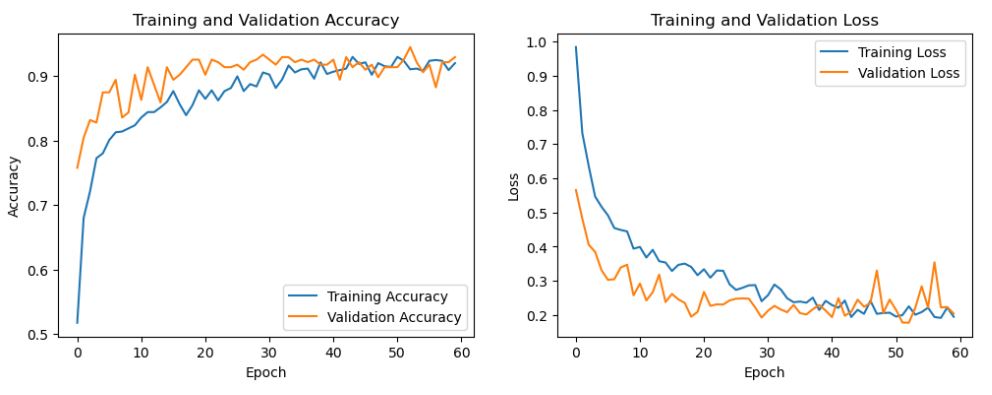 Training and Validation Accuracy
Accuracy
0.9
0.8
0.7
0.6
0.5
Training Accuracy
Validation Accuracy
0 10 20 30 40 50 60
Epoch
Training and Validation Loss
Loss
1.0
0.9
0.8
0.7
0.6
0.5
0.4
0.3
0.2
Training Loss
Validation Loss
0 10 20 30 40 50 60
Epoch